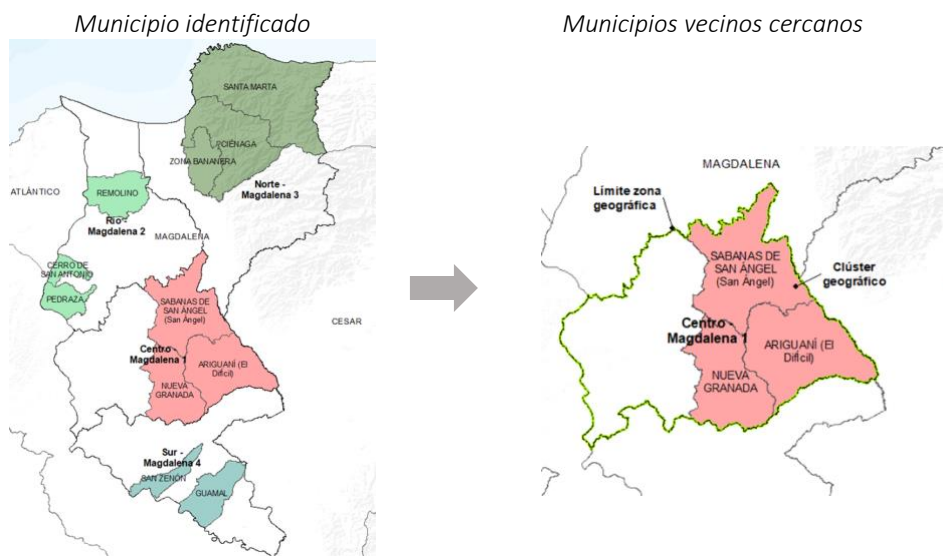 Municipio identificado
Municipios vecinos cercanos
SANTA MARTA
CIÉNAGA
ZONA BANANERA
Norte -
Magdalena 3
ATLÁNTICO
REMOLINO
Río -
Magdalena 2
MAGDALENA
CERRO DE
SAN ANTONIO
PEDRAZA
SABANAS DE
SAN ÁNGEL
(San Ángel)
CESAR
Centro -
Magdalena 1
ARIGUANÍ (El
Difícil)
NUEVA
GRANADA
Sur -
Magdalena 4
SAN ZENÓN
GUAMAL
MAGDALENA
Límite zona
geográfica
SABANAS DE
SAN ÁNGEL
(San Ángel)
Clúster
geográfico
Centro -
Magdalena 1
ARIGUANÍ (El
Difícil)
NUEVA
GRANADA